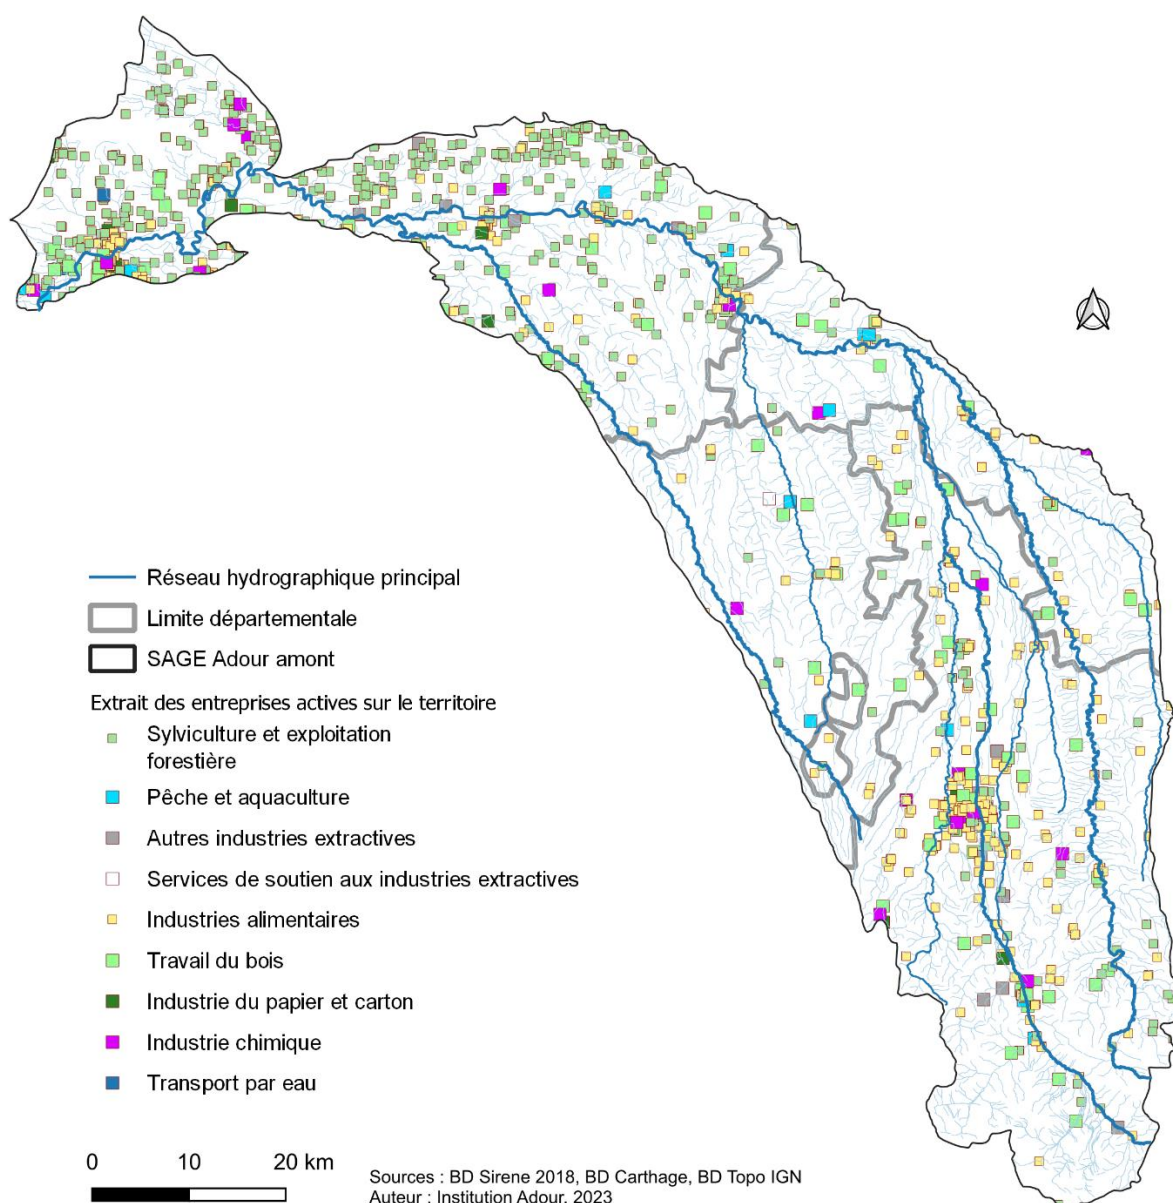 Réseau hydrographique principal
Limite départementale
SAGE Adour amont
Extrait des entreprises actives sur le territoire
Sylviculture et exploitation
forestière
Pêche et aquaculture
Autres industries extractives
Services de soutien aux industries extractives
Industries alimentaires
Travail du bois
Industrie du papier et carton
Industrie chimique
Transport par eau
0 10 20 km
Sources : BD Sirene 2018, BD Carthage, BD Topo IGN
Auteur : Institution Adour, 2023